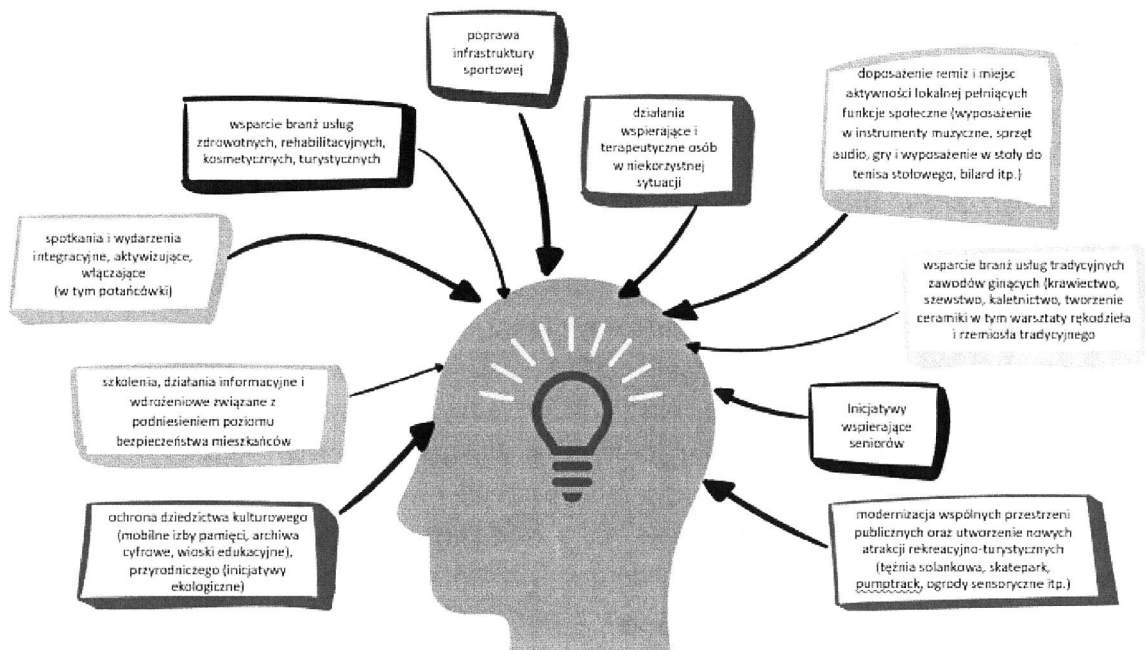 poprawa
infrastruktury
sportowej
wsparcie branż usług
zdrowotnych, rehabilitacyjnych,
kosmetycznych, turystycznych
działania
wspierające i
terapeutyczne osób
w niekorzystnej
sytuacji
doposażenie remiz i miejsc
aktywności lokalnej pełniących
funkcje społeczne (wyposażenie
w instrumenty muzyczne, sprzęt
audio, gry i wyposażenie w stoły do
tenisa stołowego, bilard itp.)
spotkania i wydarzenia
integracyjne, aktywizujące,
włączające
(w tym potańcówki)
wsparcie branż usług tradycyjnych
zawodów ginących (krawiectwo,
szewstwo, kaletnictwo, tworzenie
ceramiki w tym warsztaty rękodzieła
i rzemiosła tradycyjnego
szkolenia, działania informacyjne i
wdrożeniowe związane z
podniesieniem poziomu
bezpieczeństwa mieszkańców
Inicjatywy
wspierające
seniorów
ochrona dziedzictwa kulturowego
(mobilne izby pamięci, archiwa
cyfrowe, wioski edukacyjne),
przyrodniczego (inicjatywy
ekologiczne)
modernizacja wspólnych przestrzeni
publicznych oraz utworzenie nowych
atrakcji rekreacyjno-turystycznych
(tężnia solankowa, skatepark,
pumptrack, ogrody sensoryczne itp.)